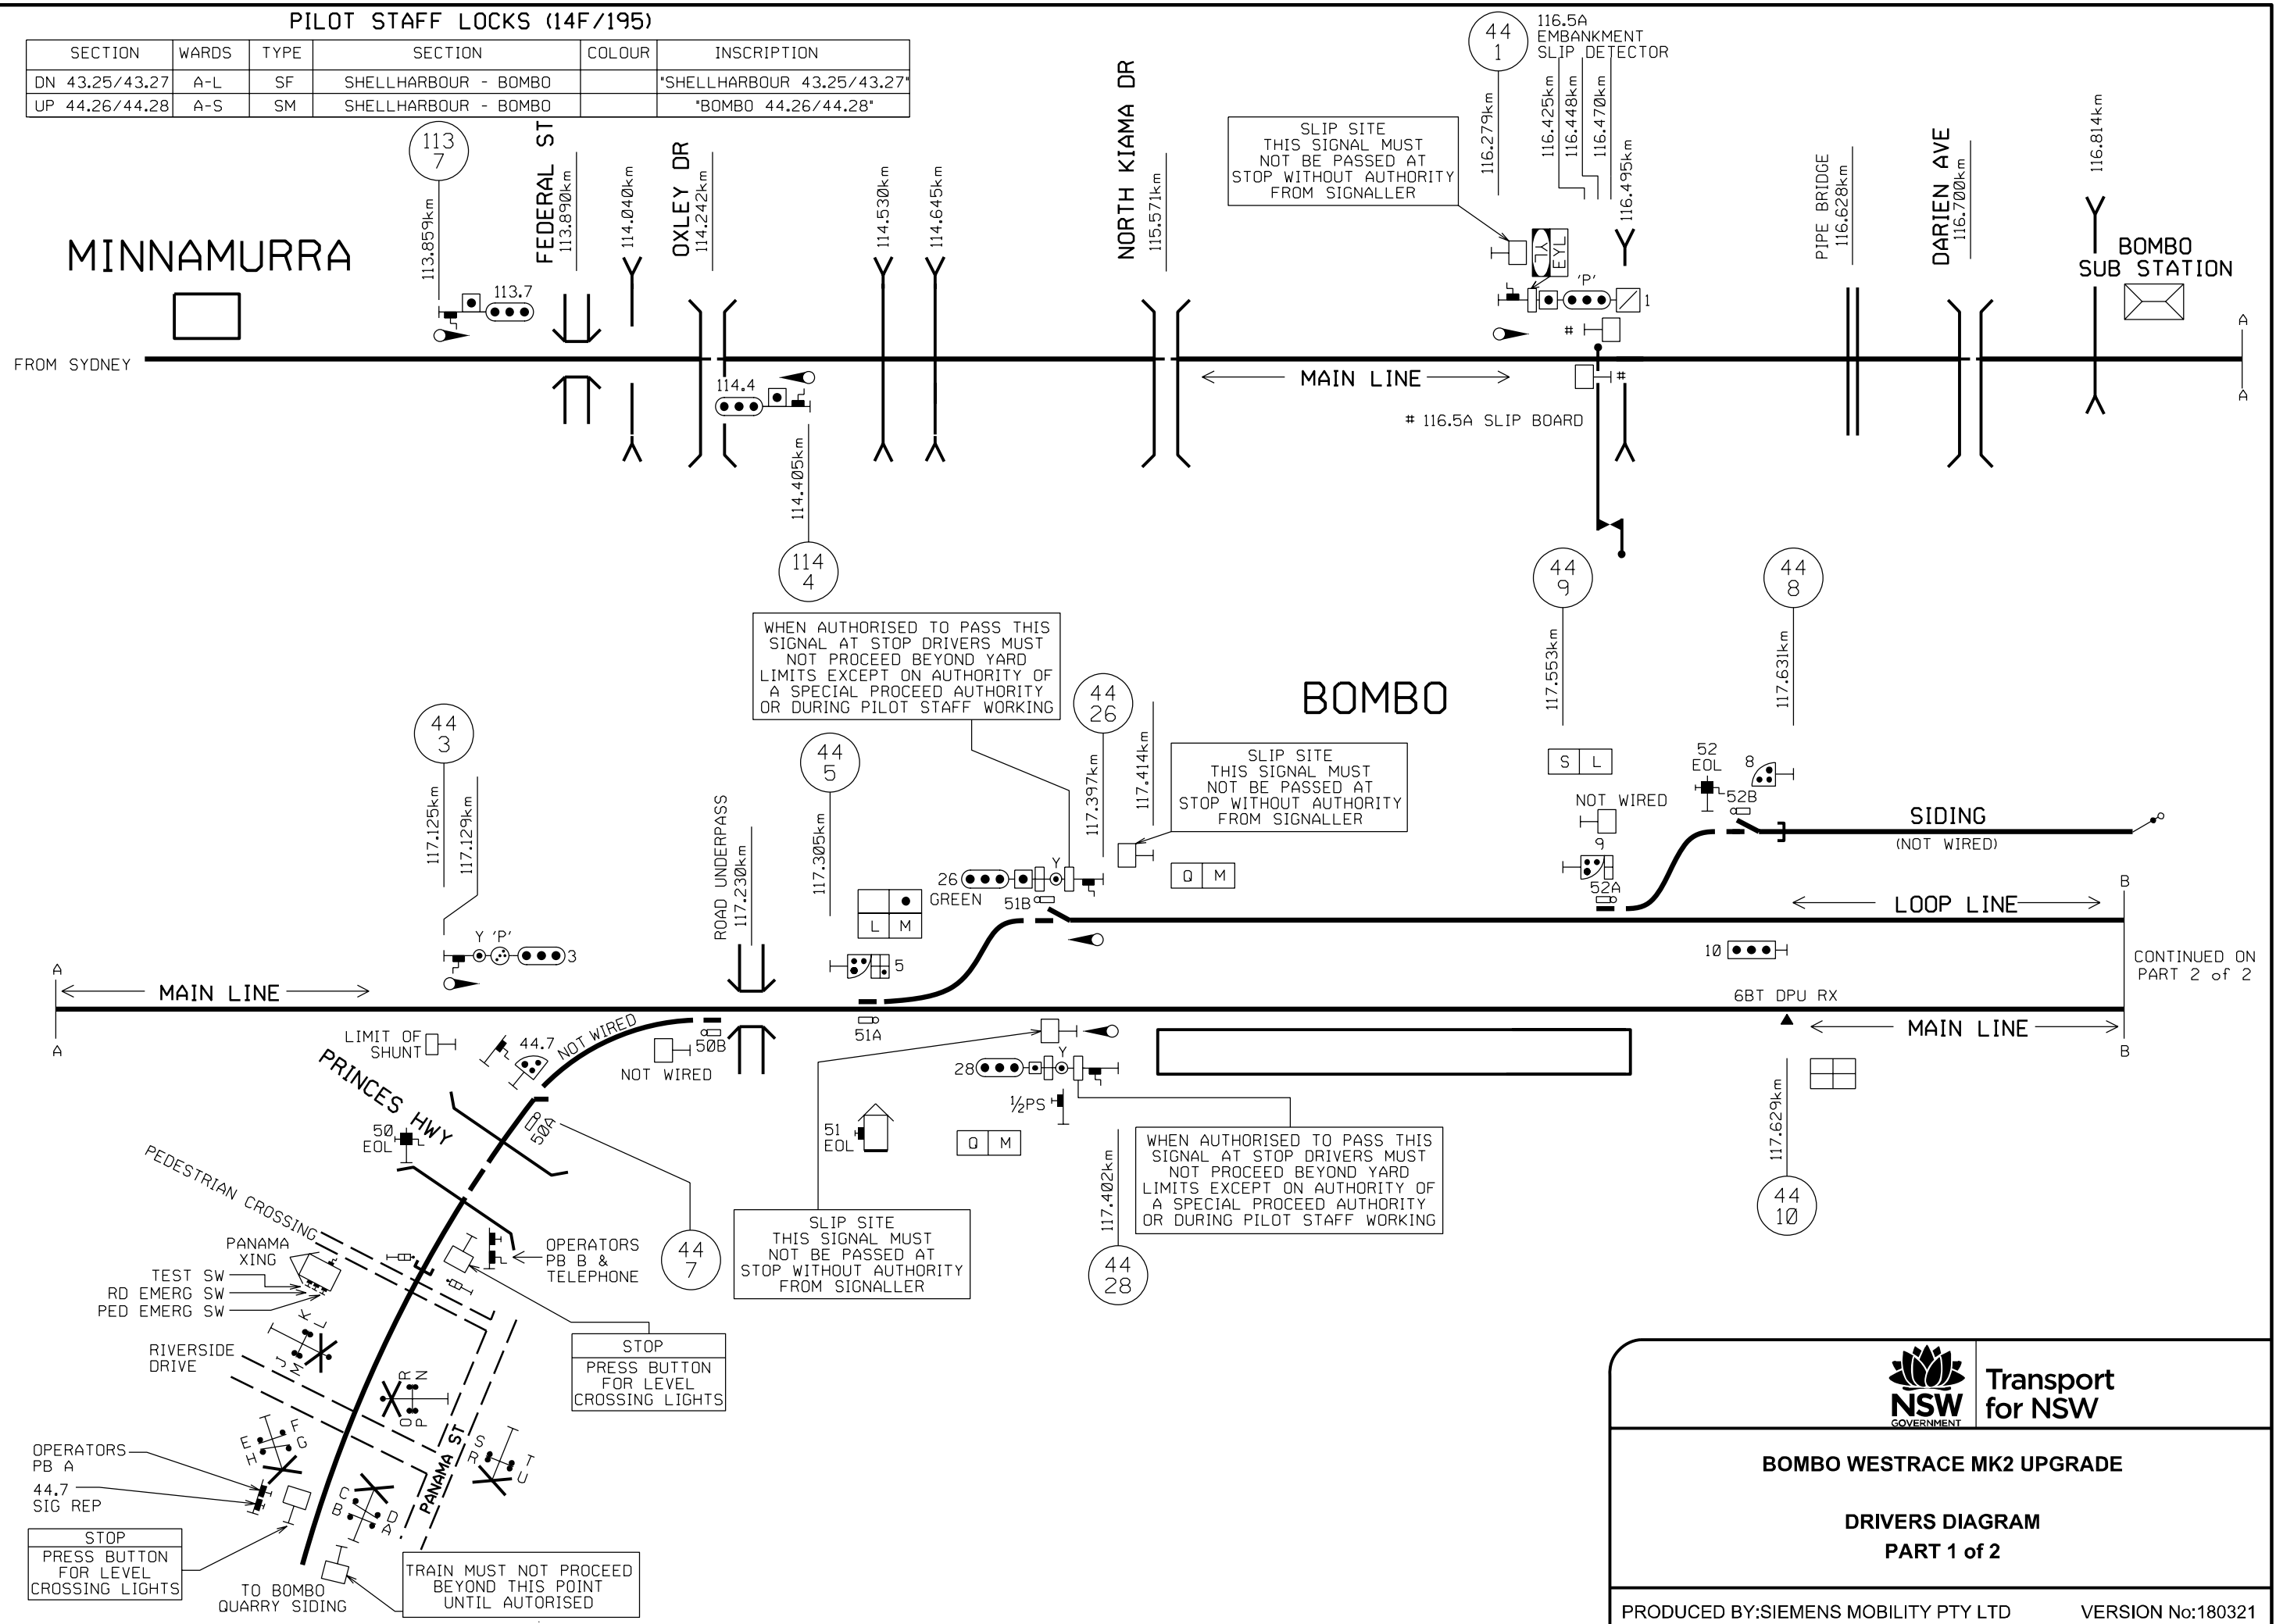 PILOT STAFF LOCKS (14F/195)
SECTION WARDS TYPE SECTION COLOUR INSCRIPTION
DN 43.25/43.27 A-L SF SHELLHARBOUR - BOMBO "SHELLHARBOUR 43.25/43.27"
UP 44.26/44.28 A-S SM SHELLHARBOUR - BOMBO "BOMBO 44.26/44.28"
MINNAMURRA
FROM SYDNEY
113
7
113.859km
113.7
FEDERAL ST
113.890km
114.040km
OXLEY DR
114.242km
114.4
114.405km
114
4
114.530km
114.645km
NORTH KIAMA DR
115.571km
SLIP SITE
THIS SIGNAL MUST
NOT BE PASSED AT
STOP WITHOUT AUTHORITY
FROM SIGNALLER
44
1
116.279km
116.5A
EMBANKMENT
SLIP DETECTOR
116.425km
116.448km
116.470km
116.495km
YL
EYL
'P'
1
#
#
MAIN LINE
# 116.5A SLIP BOARD
PIPE BRIDGE
116.628km
DARIEN AVE
116.700km
116.814km
BOMBO
SUB STATION
A
A
WHEN AUTHORISED TO PASS THIS
SIGNAL AT STOP DRIVERS MUST
NOT PROCEED BEYOND YARD
LIMITS EXCEPT ON AUTHORITY OF
A SPECIAL PROCEED AUTHORITY
OR DURING PILOT STAFF WORKING
BOMBO
44
3
117.125km
117.129km
Y 'P'
3
ROAD UNDERPASS
117.230km
44
5
117.305km
L M
5
44
26
117.397km
117.414km
26
GREEN
Y
51B
SLIP SITE
THIS SIGNAL MUST
NOT BE PASSED AT
STOP WITHOUT AUTHORITY
FROM SIGNALLER
Q M
44
9
117.553km
S L
NOT WIRED
9
52A
44
8
117.631km
52
EOL
8
52B
SIDING
(NOT WIRED)
LOOP LINE
B
10
CONTINUED ON
PART 2 of 2
6BT DPU RX
A
MAIN LINE
A
MAIN LINE
B
LIMIT OF
SHUNT
44.7
NOT WIRED
NOT WIRED
50B
51A
PRINCES HWY
50
EOL
50A
44
7
51
EOL
28
Y
½PS
Q M
117.402km
44
28
WHEN AUTHORISED TO PASS THIS
SIGNAL AT STOP DRIVERS MUST
NOT PROCEED BEYOND YARD
LIMITS EXCEPT ON AUTHORITY OF
A SPECIAL PROCEED AUTHORITY
OR DURING PILOT STAFF WORKING
117.629km
44
10
SLIP SITE
THIS SIGNAL MUST
NOT BE PASSED AT
STOP WITHOUT AUTHORITY
FROM SIGNALLER
PEDESTRIAN CROSSING
PANAMA
XING
TEST SW
RD EMERG SW
PED EMERG SW
OPERATORS
PB B &
TELEPHONE
STOP
PRESS BUTTON
FOR LEVEL
CROSSING LIGHTS
K
L
J
M
RIVERSIDE
DRIVE
R
N
O
P
E
F
H
G
S
R
T
U
PANAMA ST
C
B
D
A
OPERATORS
PB A
44.7
SIG REP
STOP
PRESS BUTTON
FOR LEVEL
CROSSING LIGHTS
TO BOMBO
QUARRY SIDING
TRAIN MUST NOT PROCEED
BEYOND THIS POINT
UNTIL AUTORISED
NSW
GOVERNMENT
Transport
for NSW
BOMBO WESTRACE MK2 UPGRADE
DRIVERS DIAGRAM
PART 1 of 2
PRODUCED BY:SIEMENS MOBILITY PTY LTD VERSION No:180321